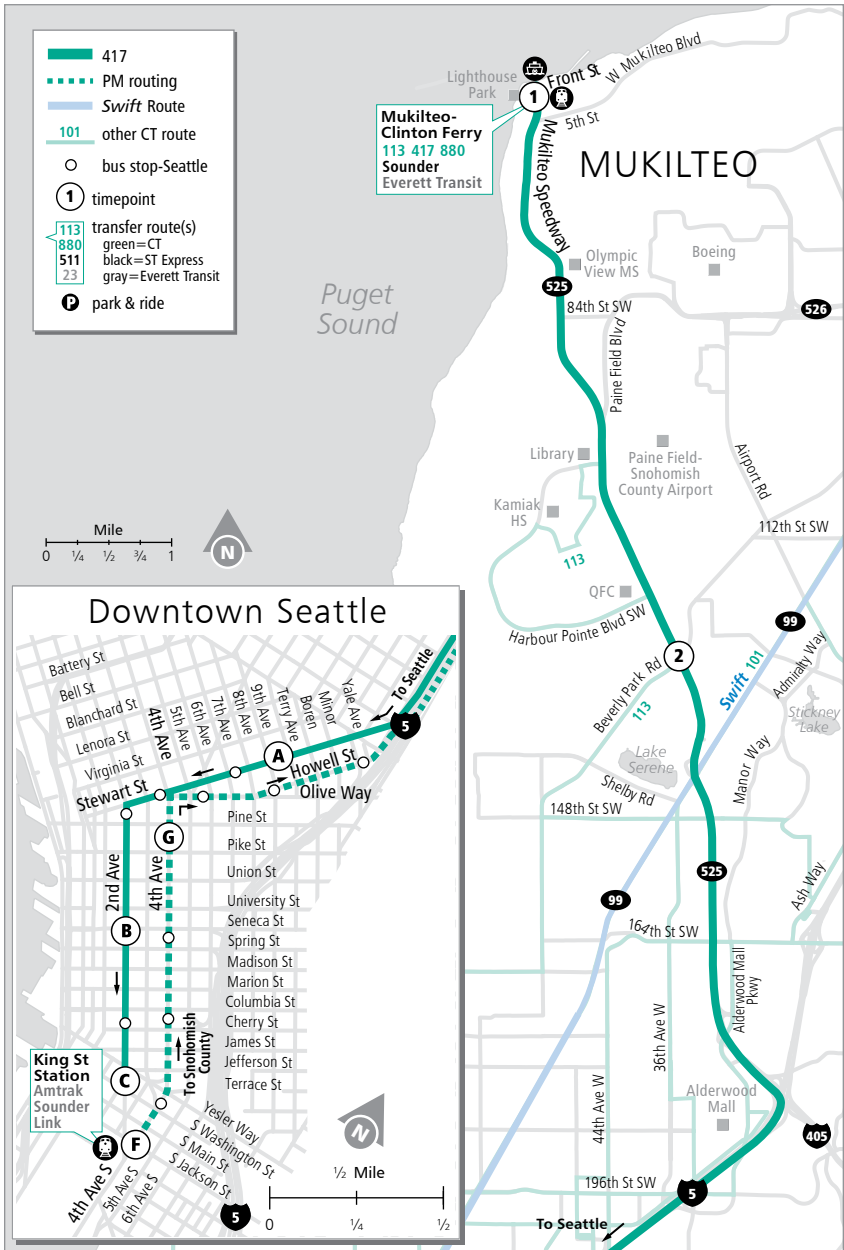 417
PM routing
Swift Route
101 other CT route
bus stop-Seattle
1 timepoint
113 transfer route(s)
880 green=CT
511 black=ST Express
23 gray=Everett Transit
P park & ride
Lighthouse
Park
1
Front St
W Mukilteo Blvd
5th St
Mukilteo-
Clinton Ferry
113 417 880
Sounder
Everett Transit
Mukilteo Speedway
MUKILTEO
Olympic
View MS
Boeing
525
84th St SW
526
Puget
Sound
Paine Field Blvd
Library
Paine Field-
Snohomish
County Airport
Airport Rd
Kamiak
HS
112th St SW
113
QFC
Harbour Pointe Blvd SW
99
2
Beverly Park Rd
113
Swift 101
Admiralty Way
Stickney
Lake
Lake
Serene
Manor Way
Shelby Rd
148th St SW
525
Ash Way
99
164th St SW
Alderwood Mall
Pkwy
36th Ave W
44th Ave W
Alderwood
Mall
405
196th St SW
5
To Seattle
Mile
0 ¼ ½ ¾ 1
N
Downtown Seattle
Battery St
Bell St
Blanchard St
Lenora St
Virginia St
Stewart St
4th Ave
5th Ave
6th Ave
7th Ave
8th Ave
9th Ave
Terry Ave
Boren
Minor
Yale Ave
To Seattle
5
A
Howell St
Olive Way
G
Pine St
Pike St
Union St
University St
Seneca St
Spring St
Madison St
Marion St
Columbia St
Cherry St
James St
Jefferson St
Terrace St
2nd Ave
4th Ave
B
To Snohomish
County
King St
Station
Amtrak
Sounder
Link
C
F
Yesler Way
S Washington St
S Main St
S Jackson St
4th Ave S
5th Ave S
6th Ave S
5
N
½ Mile
0 ¼ ½